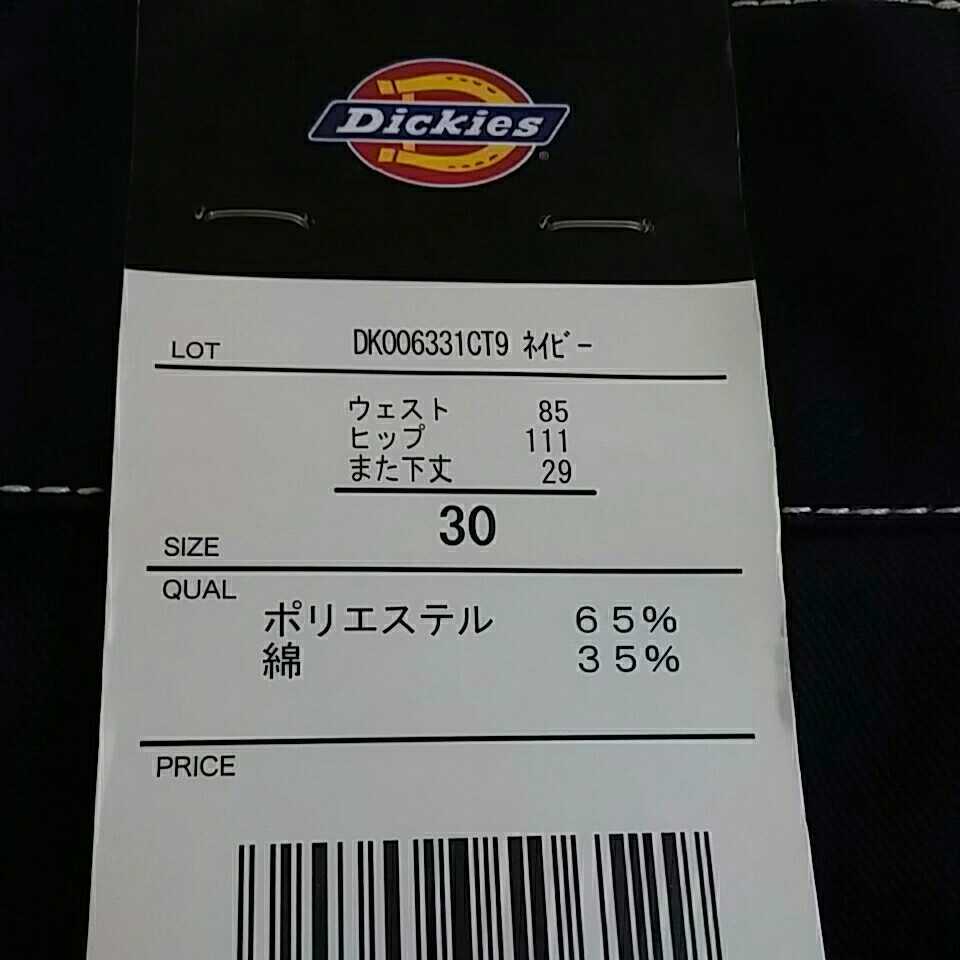 Dickies
LOT DK006331CT9 ﾈｲﾋﾞｰ
ウェスト 85
ヒップ 111
また下丈 29
SIZE 30
QUAL
ポリエステル 65%
綿 35%
PRICE